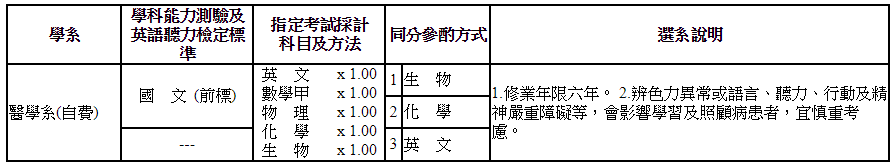 學系
學科能力測驗及
英語聽力檢定標
準
指定考試採計
科目及方法
同分參酌方式
選系說明
醫學系(自費)
國　文 (前標)
---
英　文　x 1.00
數學甲　x 1.00
物　理　x 1.00
化　學　x 1.00
生　物　x 1.00
1 生　物
2 化　學
3 英　文
1.修業年限六年。 2.辨色力異常或語言、聽力、行動及精
神嚴重障礙等，會影響學習及照顧病患者，宜慎重考
慮。